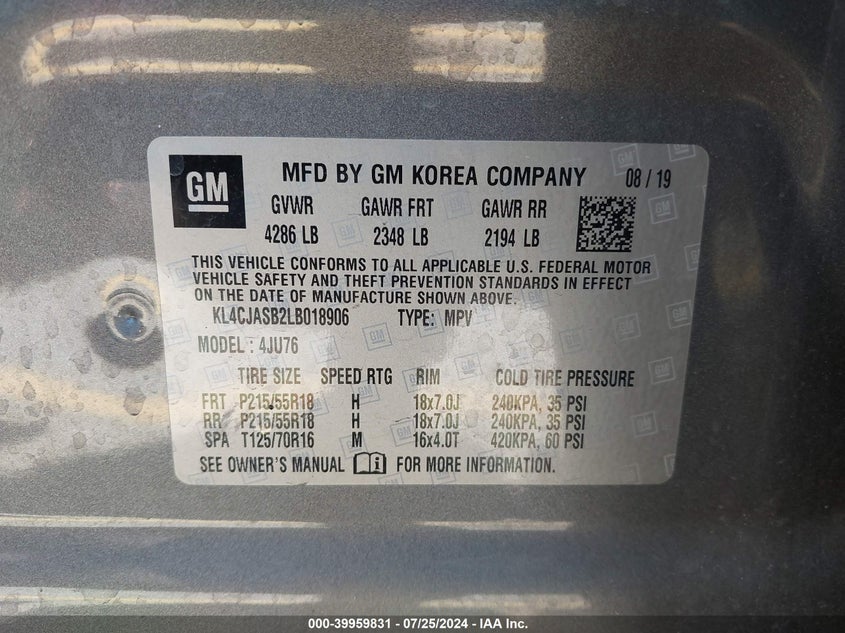 GM MFD BY GM KOREA COMPANY 08 / 19
GVWR GAWR FRT GAWR RR
4286 LB 2348 LB 2194 LB
THIS VEHICLE CONFORMS TO ALL APPLICABLE U.S. FEDERAL MOTOR
VEHICLE SAFETY AND THEFT PREVENTION STANDARDS IN EFFECT
ON THE DATE OF MANUFACTURE SHOWN ABOVE.
KL4CJASB2LB018906 TYPE: MPV
MODEL : 4JU76
TIRE SIZE SPEED RTG RIM COLD TIRE PRESSURE
FRT P215/55R18 H 18x7.0J 240KPA, 35 PSI
RR P215/55R18 H 18x7.0J 240KPA, 35 PSI
SPA T125/70R16 M 16x4.0T 420KPA, 60 PSI
SEE OWNER'S MANUAL FOR MORE INFORMATION.
000-39959831 - 07/25/2024 - IAA Inc.